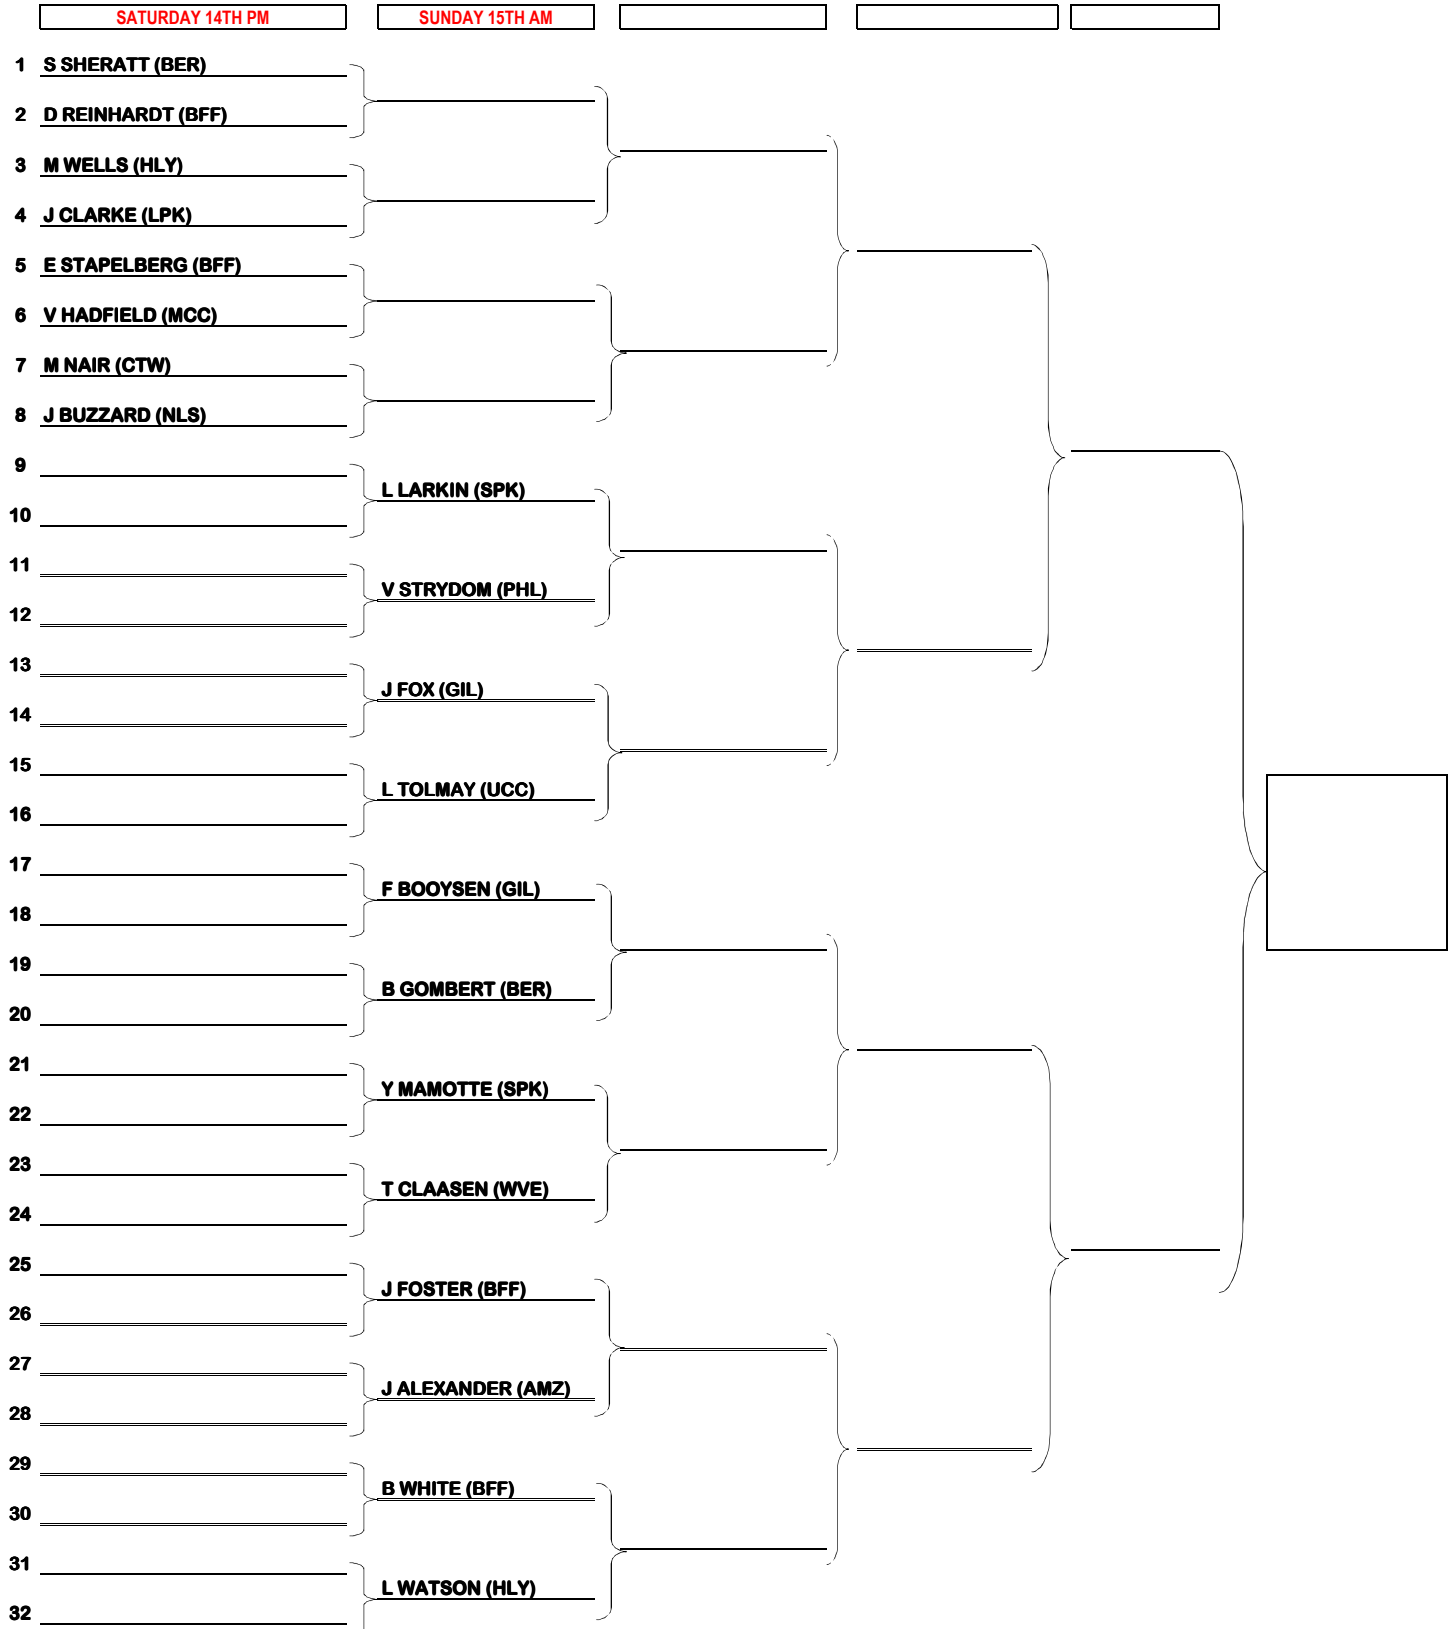 SATURDAY 14TH PM
SUNDAY 15TH AM
1 S SHERATT (BER)
2 D REINHARDT (BFF)
3 M WELLS (HLY)
4 J CLARKE (LPK)
5 E STAPELBERG (BFF)
6 V HADFIELD (MCC)
7 M NAIR (CTW)
8 J BUZZARD (NLS)
9
L LARKIN (SPK)
10
11
V STRYDOM (PHL)
12
13
J FOX (GIL)
14
15
L TOLMAY (UCC)
16
17
F BOOYSEN (GIL)
18
19
B GOMBERT (BER)
20
21
Y MAMOTTE (SPK)
22
23
T CLAASEN (WVE)
24
25
J FOSTER (BFF)
26
27
J ALEXANDER (AMZ)
28
29
B WHITE (BFF)
30
31
L WATSON (HLY)
32